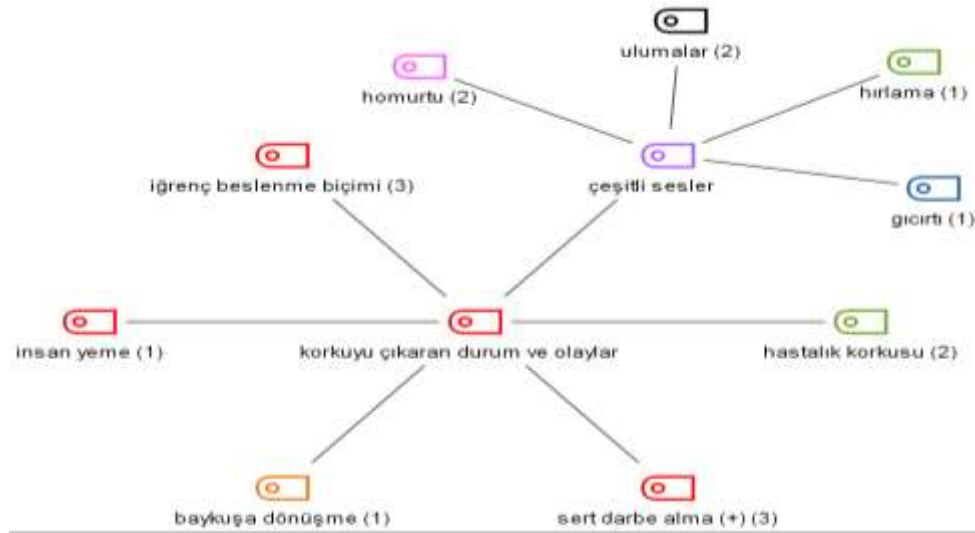 ulumalar (2)
homurtu (2)
hırlama (1)
iğrenç beslenme biçimi (3)
çeşitli sesler
gıcırtı (1)
insan yeme (1)
korkuyu çıkaran durum ve olaylar
hastalık korkusu (2)
baykuşa dönüşme (1)
sert darbe alma (+) (3)